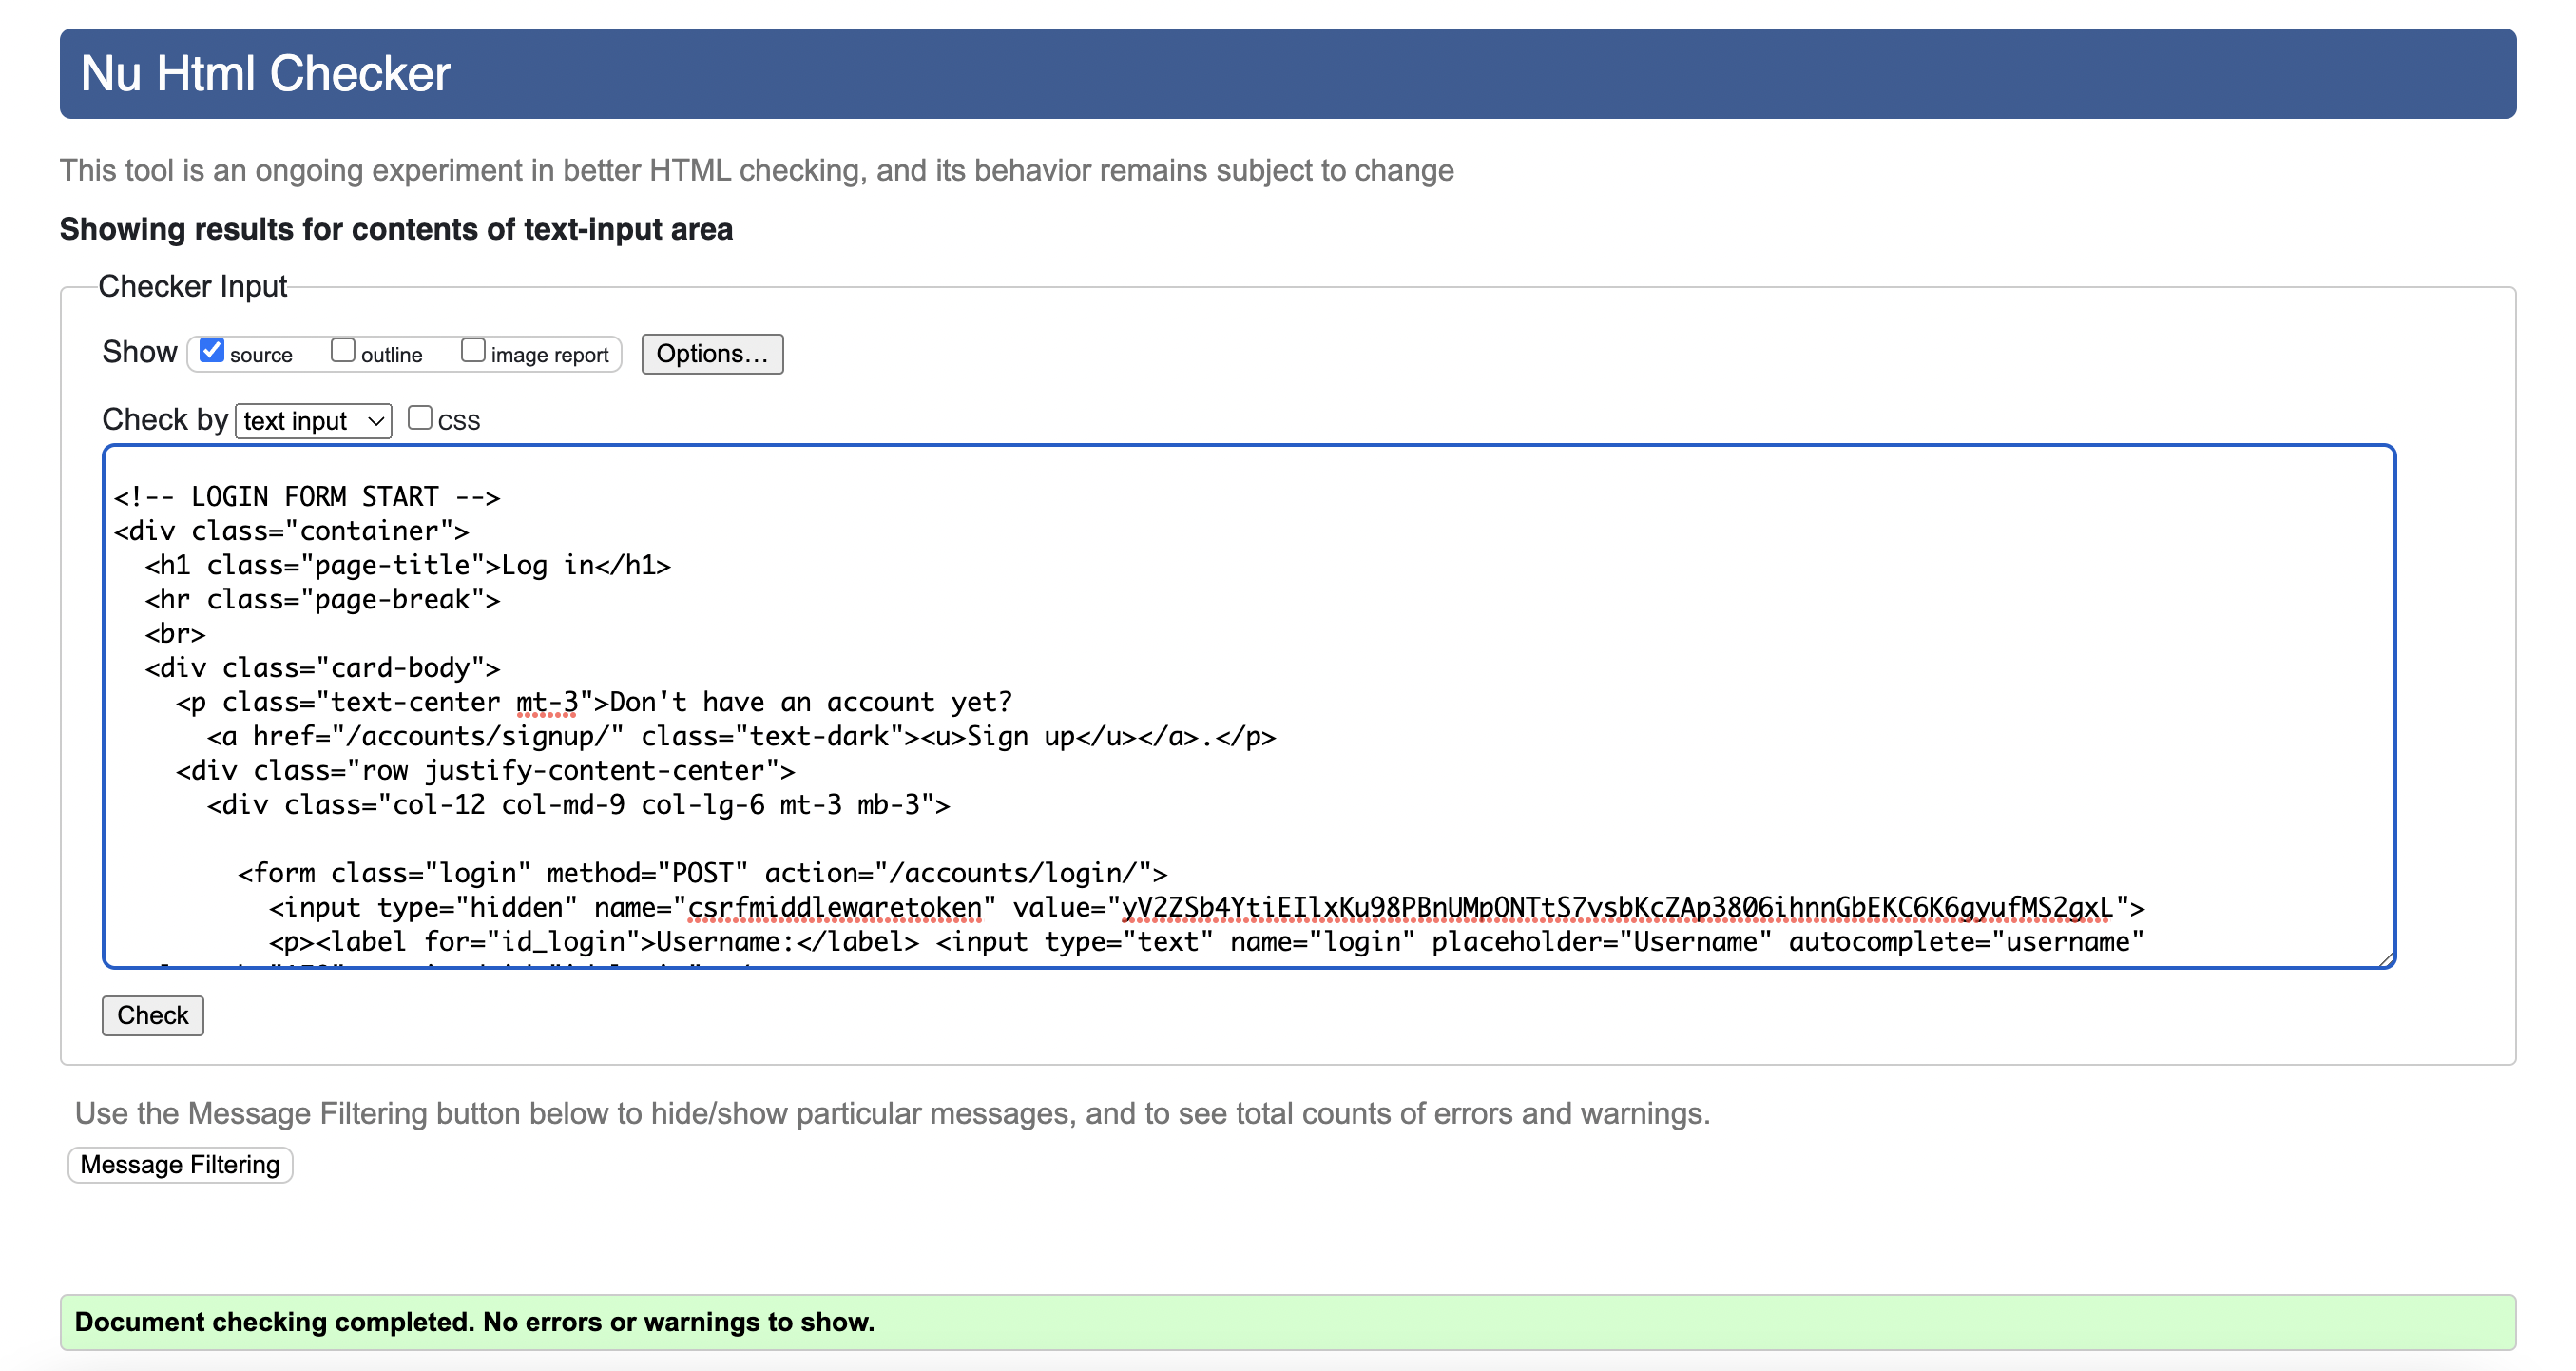 Nu Html Checker
This tool is an ongoing experiment in better HTML checking, and its behavior remains subject to change
Showing results for contents of text-input area
Checker Input
Show source outline image report Options...
Check by text input CSS
<!-- LOGIN FORM START -->
<div class="container">
  <h1 class="page-title">Log in</h1>
  <hr class="page-break">
  <br>
  <div class="card-body">
    <p class="text-center mt-3">Don't have an account yet?
      <a href="/accounts/signup/" class="text-dark"><u>Sign up</u></a>.</p>
    <div class="row justify-content-center">
      <div class="col-12 col-md-9 col-lg-6 mt-3 mb-3">
        <form class="login" method="POST" action="/accounts/login/">
          <input type="hidden" name="csrfmiddlewaretoken" value="yV2ZSb4YtiEIlxKu98PBnUMpONTtS7vsbKcZAp3806ihnnGbEKC6K6gyufMS2gxL">
          <p><label for="id_login">Username:</label> <input type="text" name="login" placeholder="Username" autocomplete="username"
Check
Use the Message Filtering button below to hide/show particular messages, and to see total counts of errors and warnings.
Message Filtering
Document checking completed. No errors or warnings to show.